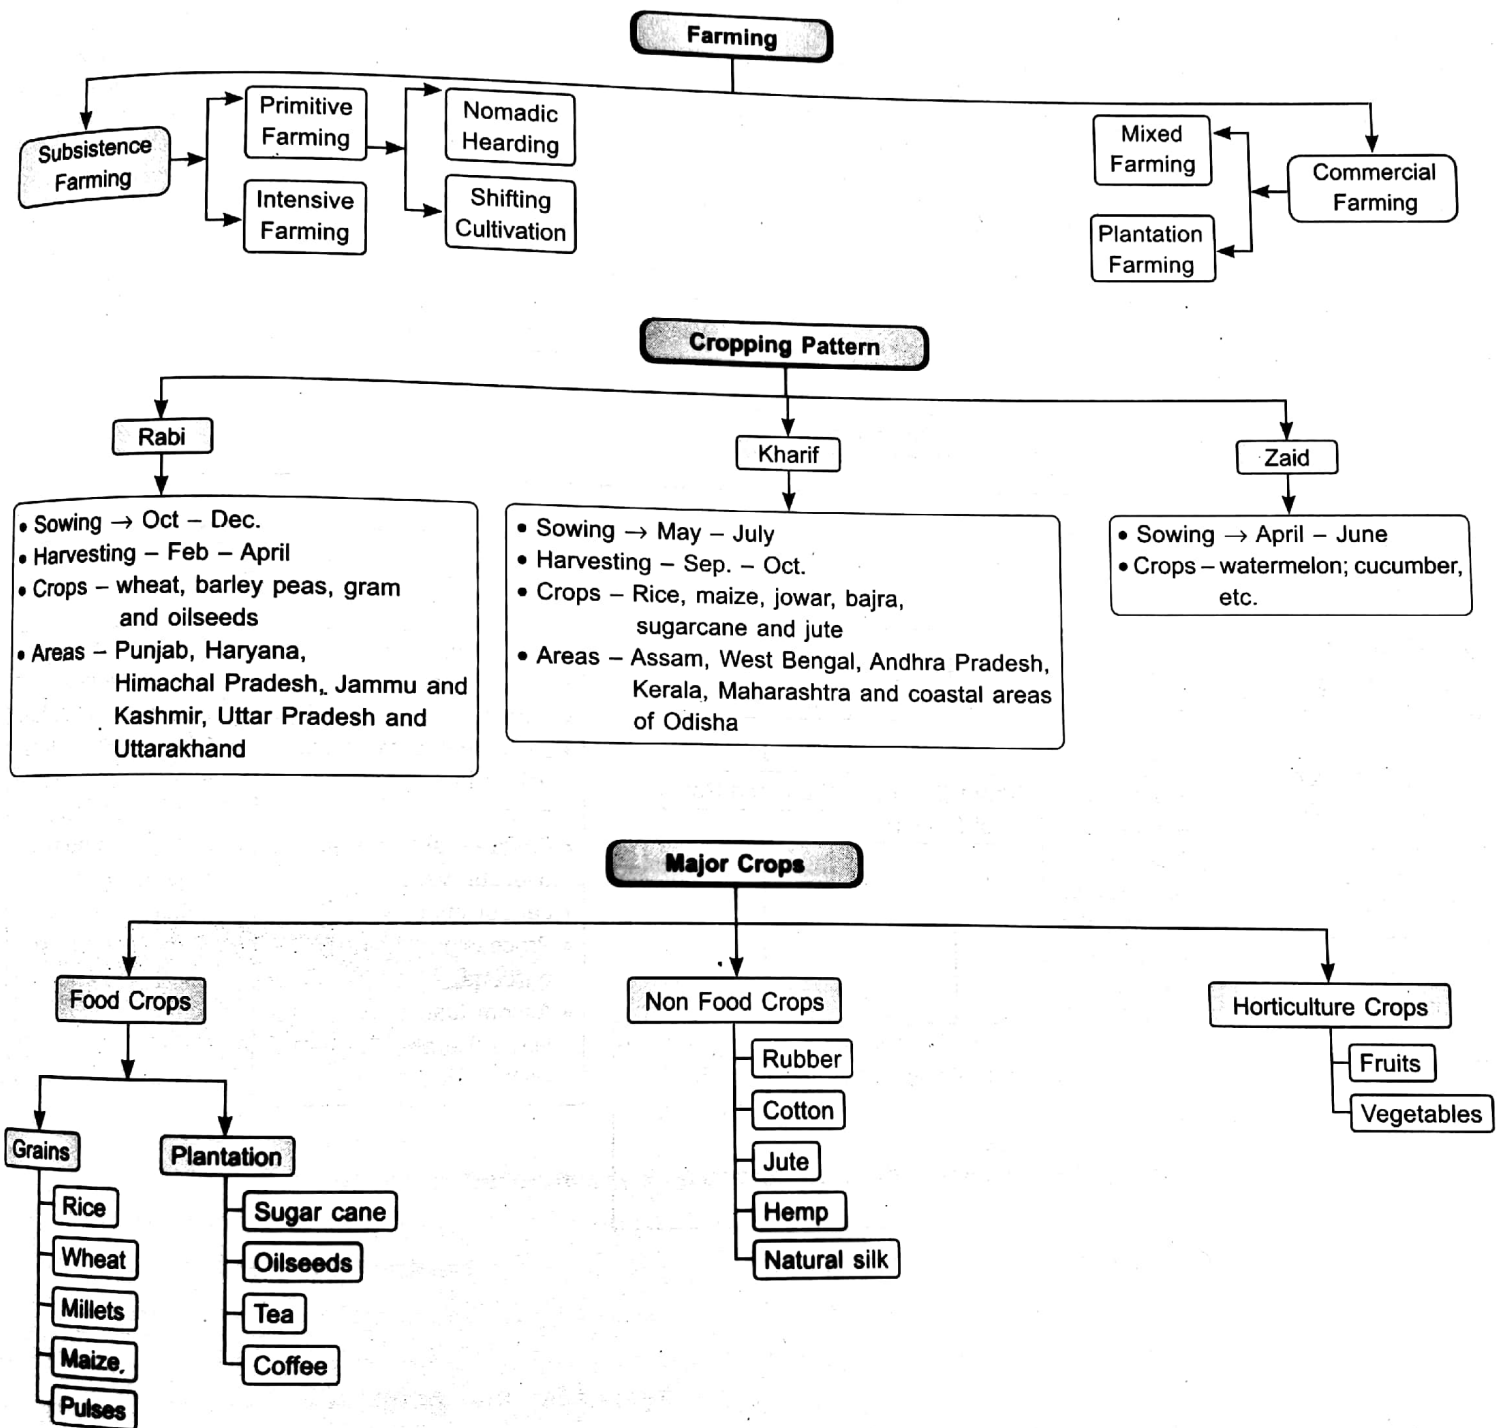 Farming
Subsistence
Farming
Primitive
Farming
Intensive
Farming
Nomadic
Hearding
Shifting
Cultivation
Mixed
Farming
Plantation
Farming
Commercial
Farming
Cropping Pattern
Rabi
• Sowing → Oct – Dec.
• Harvesting – Feb – April
• Crops – wheat, barley peas, gram
and oilseeds
• Areas – Punjab, Haryana,
Himachal Pradesh, Jammu and
Kashmir, Uttar Pradesh and
Uttarakhand
Kharif
• Sowing → May – July
• Harvesting – Sep. – Oct.
• Crops – Rice, maize, jowar, bajra,
sugarcane and jute
• Areas – Assam, West Bengal, Andhra Pradesh,
Kerala, Maharashtra and coastal areas
of Odisha
Zaid
• Sowing → April – June
• Crops – watermelon; cucumber,
etc.
Major Crops
Food Crops
Grains
Rice
Wheat
Millets
Maize
Pulses
Plantation
Sugar cane
Oilseeds
Tea
Coffee
Non Food Crops
Rubber
Cotton
Jute
Hemp
Natural silk
Horticulture Crops
Fruits
Vegetables